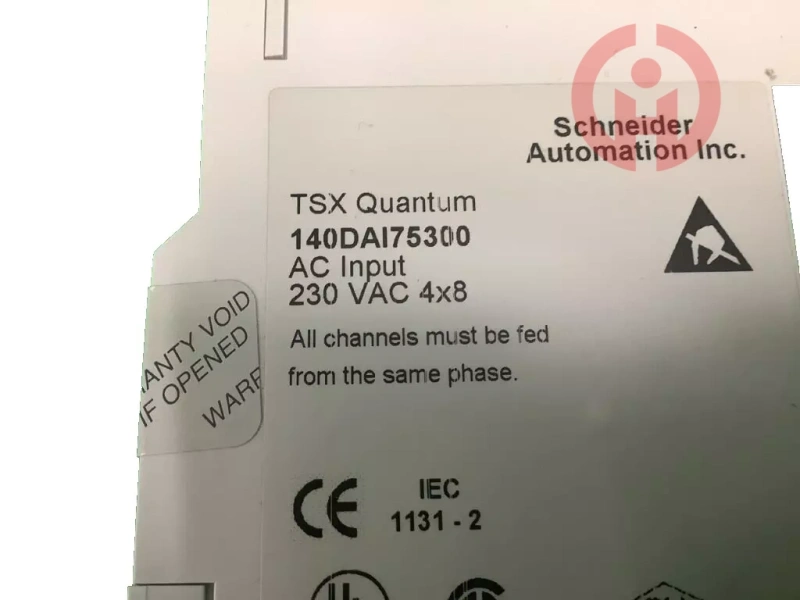 Schneider
Automation Inc.
TSX Quantum
140DAI75300
AC Input
230 VAC 4x8
All channels must be fed
from the same phase.
ANTY VOID
IF OPENED
WARR
CE
IEC
1131 - 2